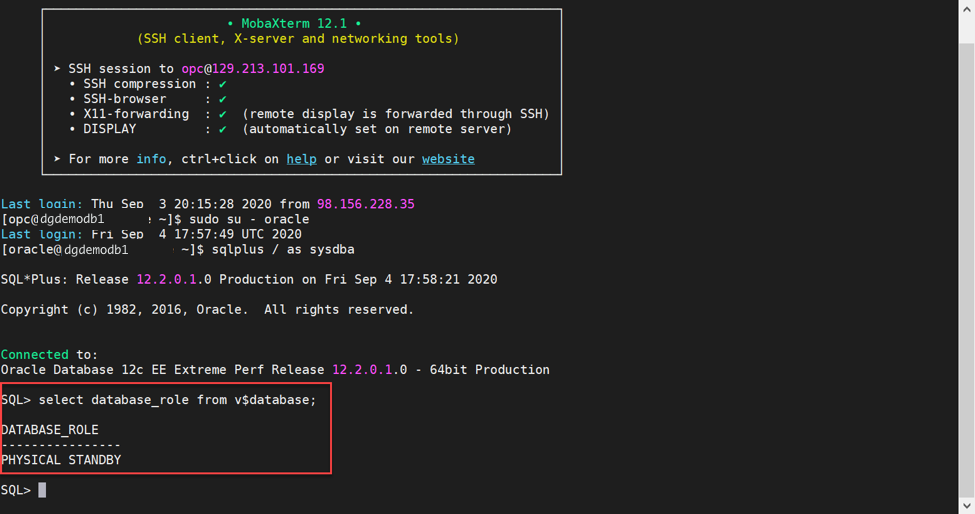 • MobaXterm 12.1 •
(SSH client, X-server and networking tools)
➤ SSH session to opc@129.213.101.169
• SSH compression : ✔
• SSH-browser : ✔
• X11-forwarding : ✔ (remote display is forwarded through SSH)
• DISPLAY : ✔ (automatically set on remote server)
➤ For more info, ctrl+click on help or visit our website
Last login: Thu Sep 3 20:15:28 2020 from 98.156.228.35
[opc@dgdemodb1 ~]$ sudo su - oracle
Last login: Fri Sep 4 17:57:49 UTC 2020
[oracle@dgdemodb1 ~]$ sqlplus / as sysdba
SQL*Plus: Release 12.2.0.1.0 Production on Fri Sep 4 17:58:21 2020
Copyright (c) 1982, 2016, Oracle. All rights reserved.
Connected to:
Oracle Database 12c EE Extreme Perf Release 12.2.0.1.0 - 64bit Production
SQL> select database_role from v$database;
DATABASE_ROLE
----------------
PHYSICAL STANDBY
SQL>